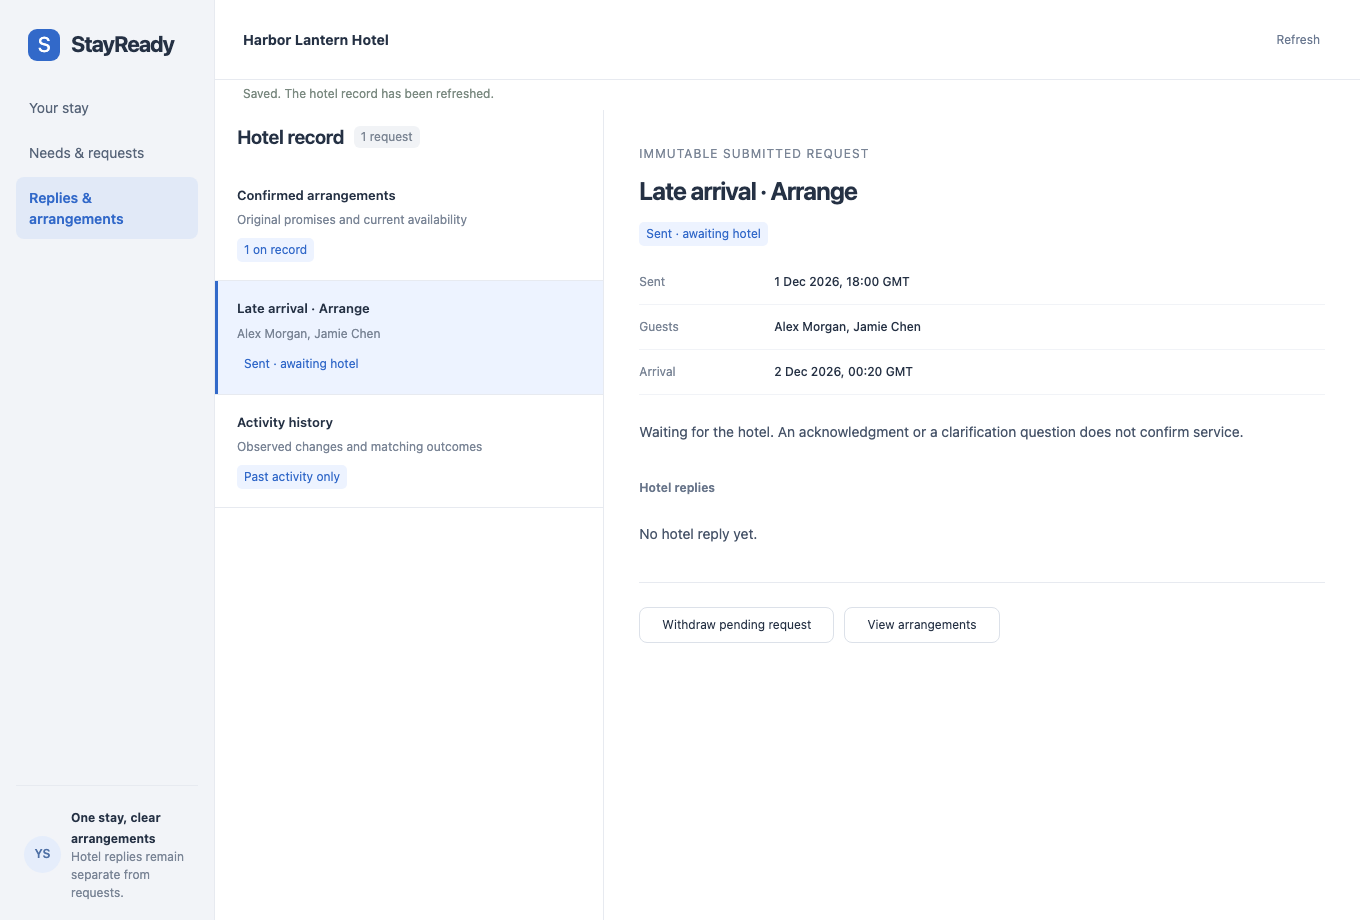 S StayReady
Your stay
Needs & requests
Replies &
arrangements
One stay, clear
arrangements
YS
Hotel replies remain
separate from
requests.
Harbor Lantern Hotel
Refresh
Saved. The hotel record has been refreshed.
Hotel record 1 request
Confirmed arrangements
Original promises and current availability
1 on record
Late arrival · Arrange
Alex Morgan, Jamie Chen
Sent · awaiting hotel
Activity history
Observed changes and matching outcomes
Past activity only
IMMUTABLE SUBMITTED REQUEST
Late arrival · Arrange
Sent · awaiting hotel
Sent 1 Dec 2026, 18:00 GMT
Guests Alex Morgan, Jamie Chen
Arrival 2 Dec 2026, 00:20 GMT
Waiting for the hotel. An acknowledgment or a clarification question does not confirm service.
Hotel replies
No hotel reply yet.
Withdraw pending request View arrangements